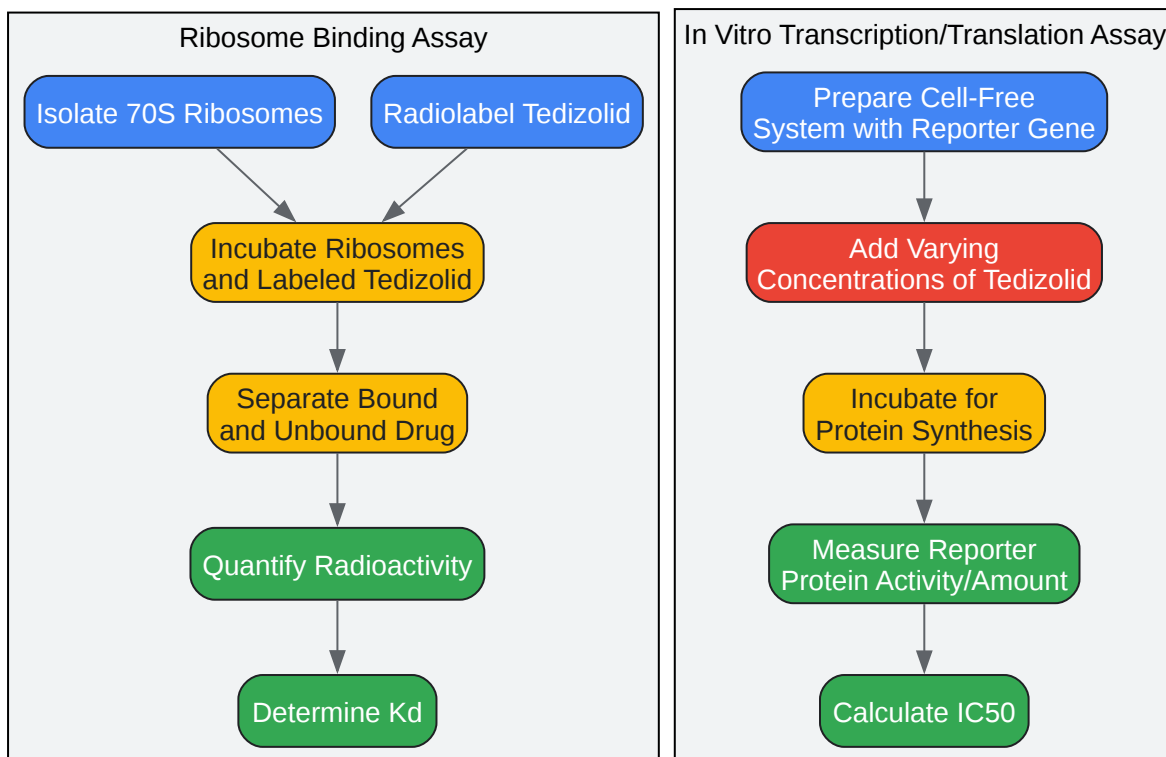 Ribosome Binding Assay
Isolate 70S Ribosomes
Radiolabel Tedizolid
Incubate Ribosomes
and Labeled Tedizolid
Separate Bound
and Unbound Drug
Quantify Radioactivity
Determine Kd
In Vitro Transcription/Translation Assay
Prepare Cell-Free
System with Reporter Gene
Add Varying
Concentrations of Tedizolid
Incubate for
Protein Synthesis
Measure Reporter
Protein Activity/Amount
Calculate IC50